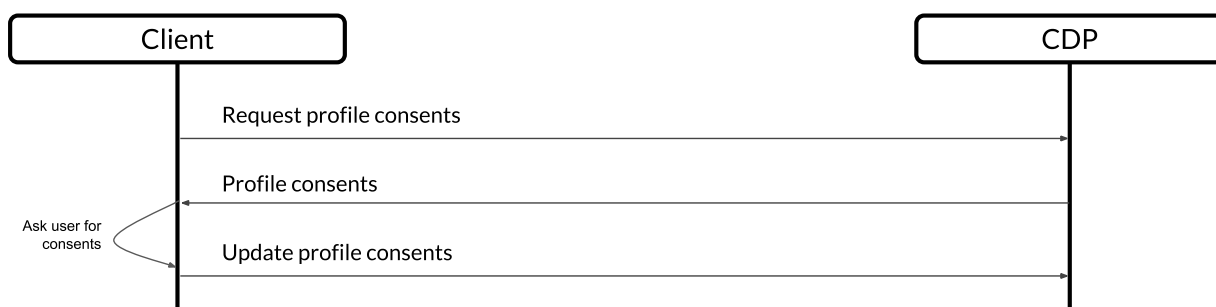 Client
CDP
Request profile consents
Profile consents
Ask user for
consents
Update profile consents